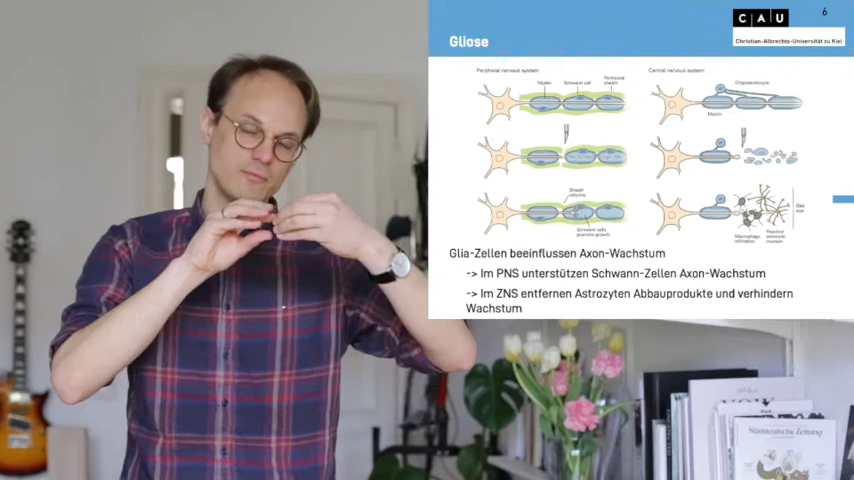 CAU
6
Christian-Albrechts-Universität zu Kiel
Gliose
Peripheral nervous system
Central nervous system
Myelin
Schwann cell
Perineural
sheath
Oligodendrocyte
Myelin
Sheath
reforms
Schwann cells
promote growth
Macrophage
infiltration
Reactive
astrocyte
invasion
Glia
scar
Glia-Zellen beeinflussen Axon-Wachstum
-> Im PNS unterstützen Schwann-Zellen Axon-Wachstum
-> Im ZNS entfernen Astrozyten Abbauprodukte und verhindern
Wachstum
Süddeutsche Zeitung